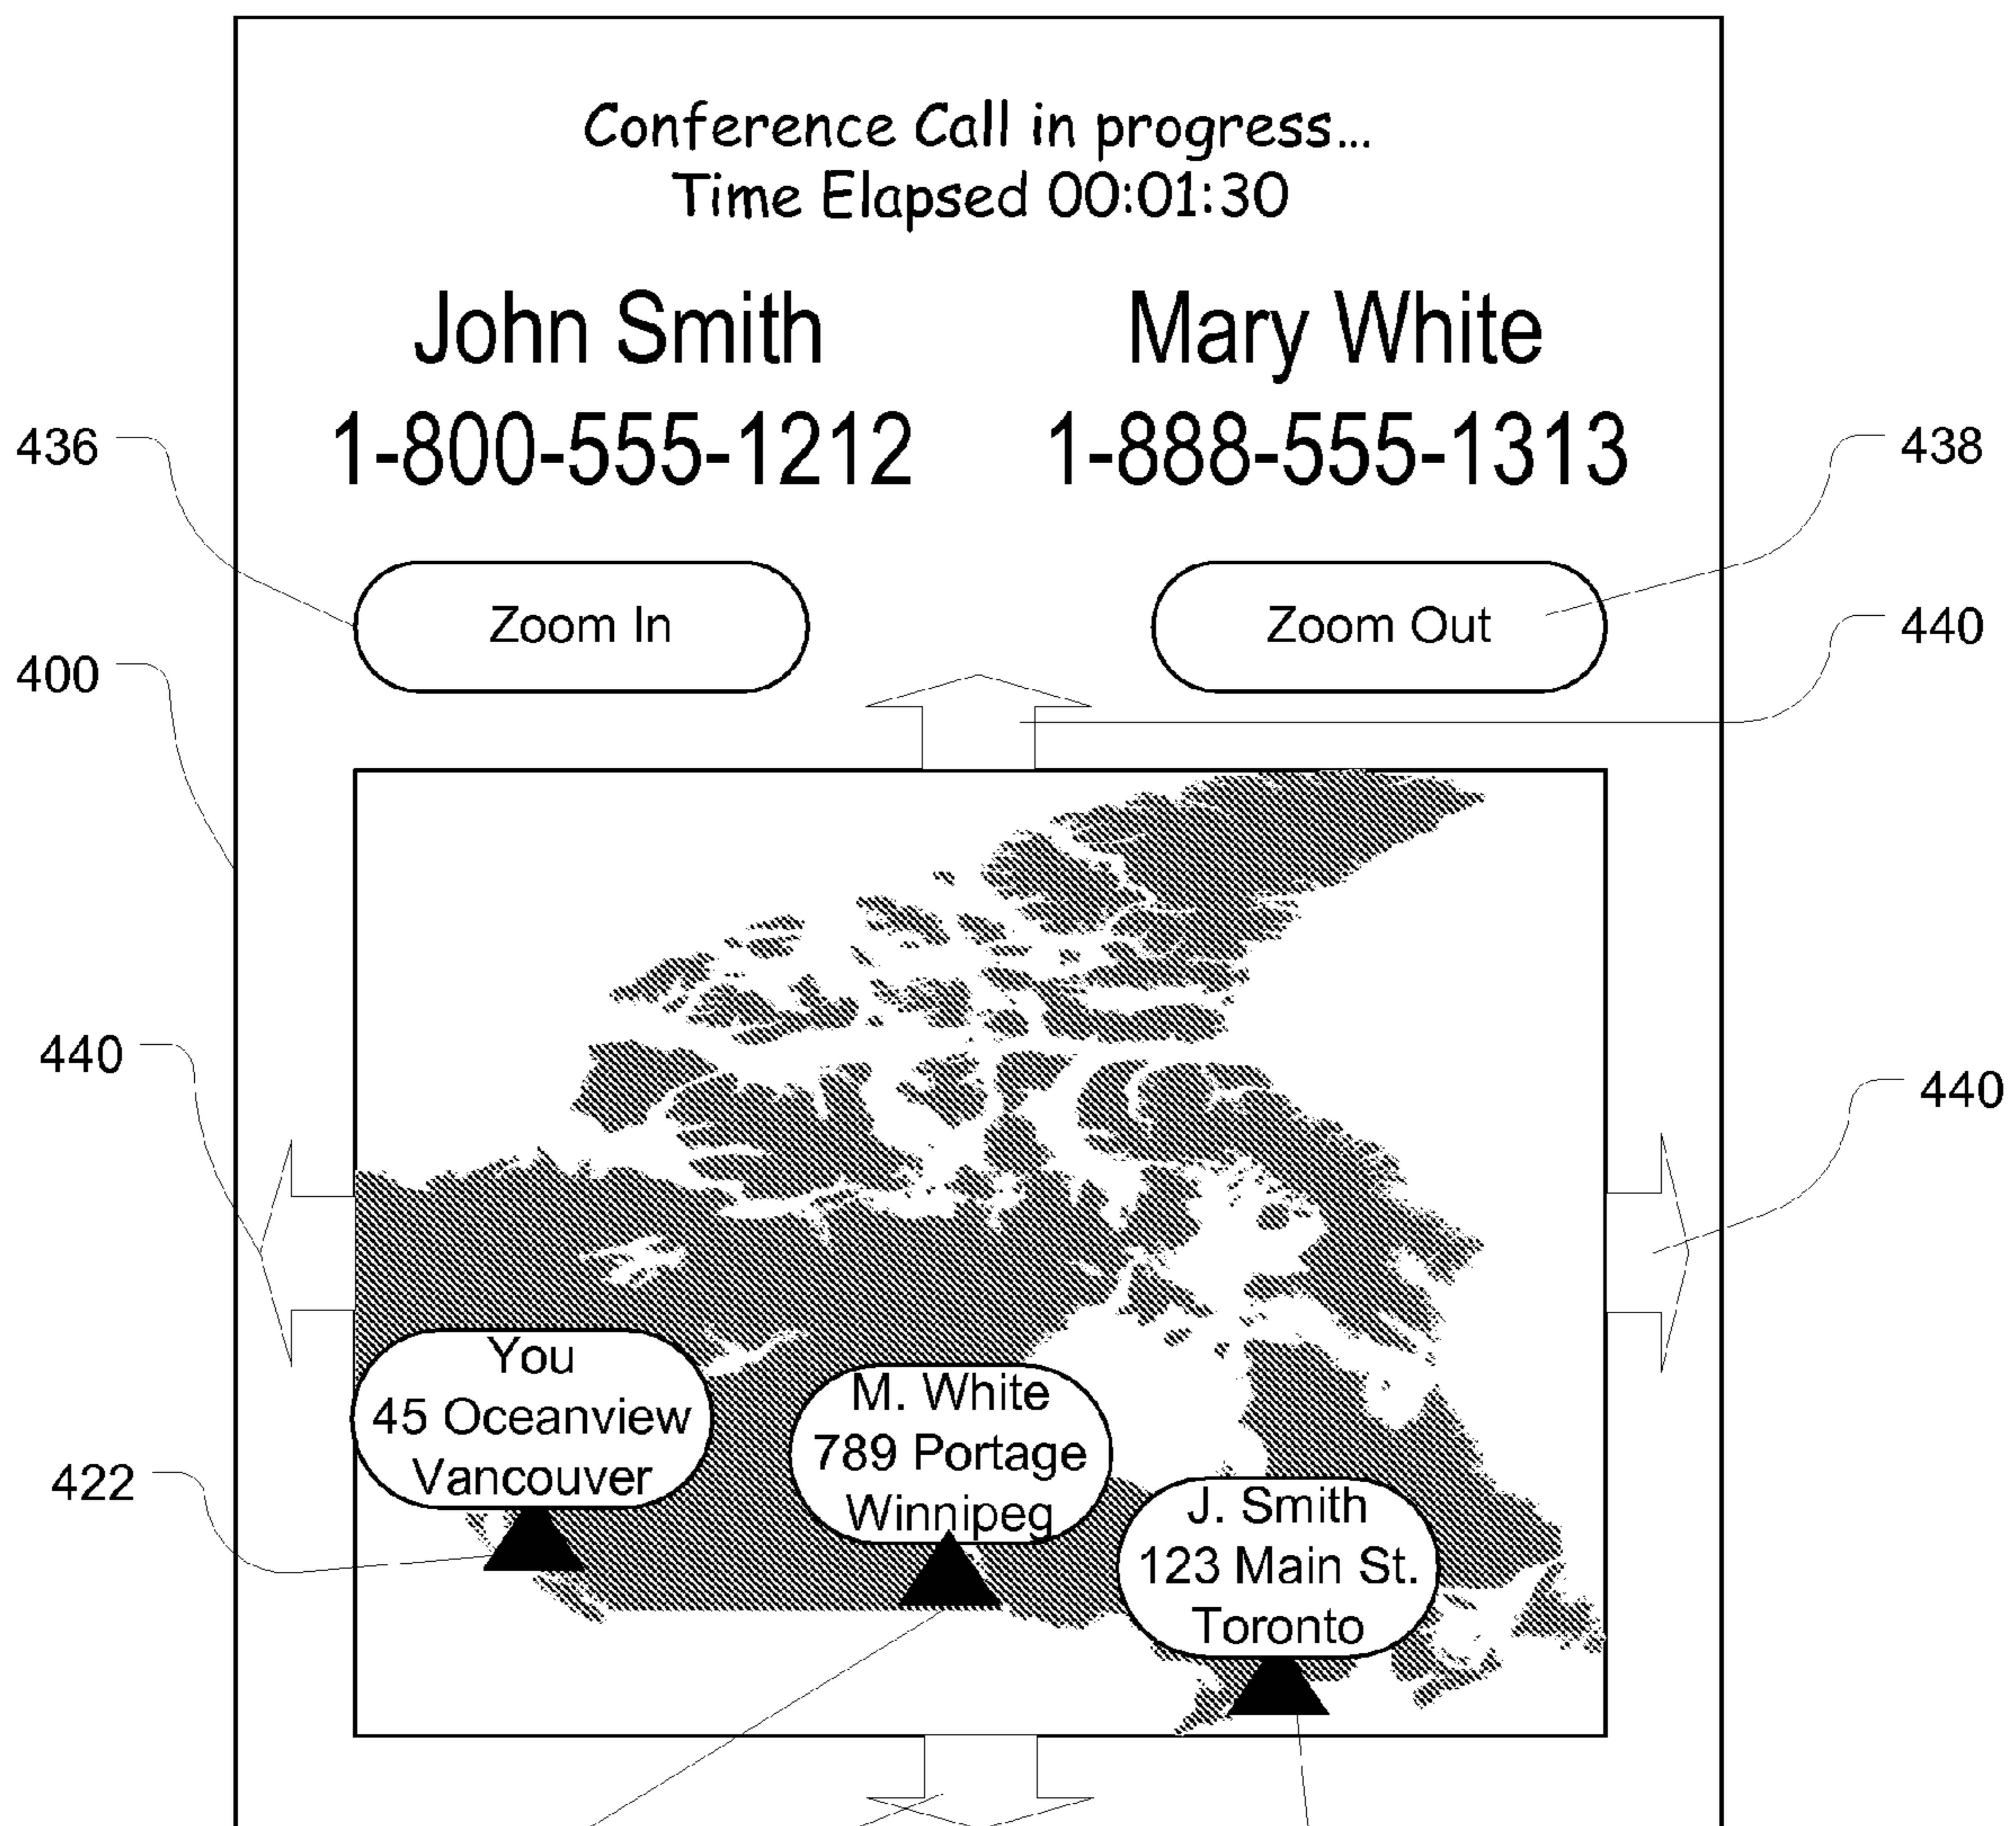 Conference Call in progress...
Time Elapsed 00:01:30
John Smith
Mary White
1-800-555-1212
1-888-555-1313
436
438
Zoom In
Zoom Out
440
400
440
440
You
45 Oceanview
Vancouver
M. White
789 Portage
Winnipeg
422
J. Smith
123 Main St.
Toronto